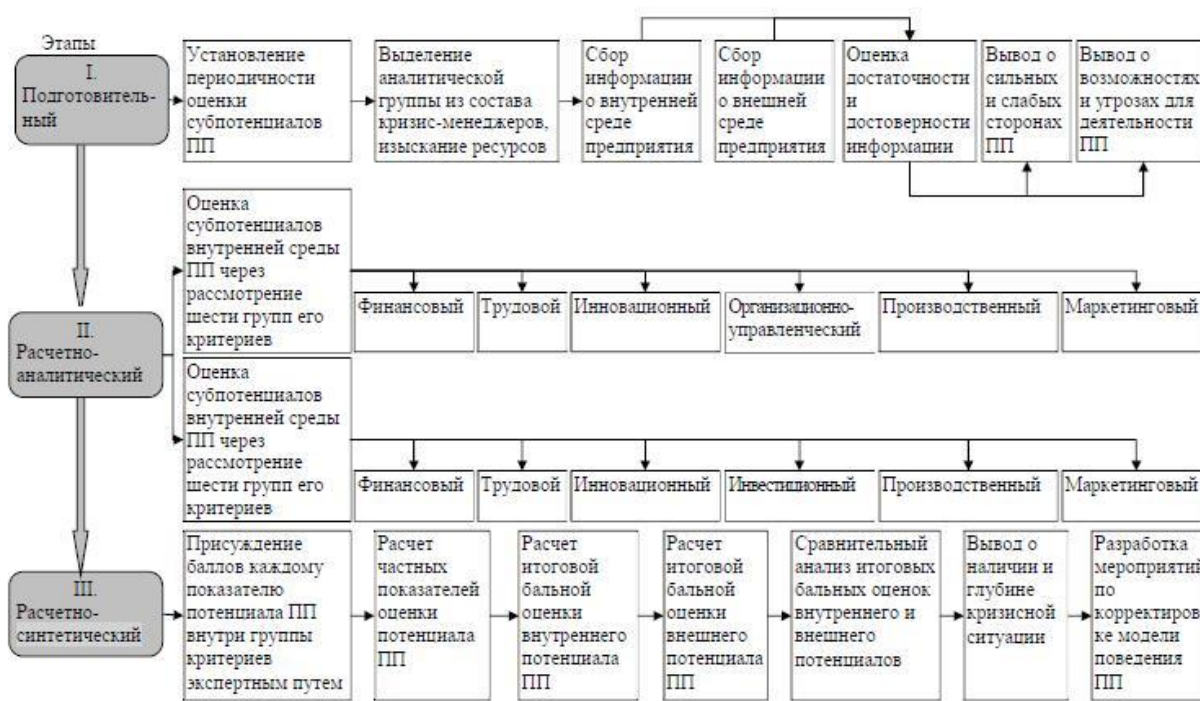 Этапы
I.
Подготовитель-
ный
Установление
периодичности
оценки
субпотенциалов
ПП
Выделение
аналитической
группы из состава
кризис-менеджеров,
изыскание ресурсов
Сбор
информации
о внутренней
среде
предприятия
Сбор
информации
о внешней
среде
предприятия
Оценка
достаточности
и
достоверности
информации
Вывод о
сильных
и слабых
сторонах
ПП
Вывод о
возможностях
и угрозах для
деятельности
ПП
II.
Расчетно-
аналитический
Оценка
субпотенциалов
внутренней среды
ПП через
рассмотрение
шести групп его
критериев
Финансовый
Трудовой
Инновационный
Организационно-
управленческий
Производственный
Маркетинговый
Оценка
субпотенциалов
внутренней среды
ПП через
рассмотрение
шести групп его
критериев
Финансовый
Трудовой
Инновационный
Инвестиционный
Производственный
Маркетинговый
III.
Расчетно-
синтетический
Присуждение
баллов каждому
показателю
потенциала ПП
внутри группы
критериев
экспертным путем
Расчет
частных
показателей
оценки
потенциала
ПП
Расчет
итоговой
бальной
оценки
внутреннего
потенциала
ПП
Расчет
итоговой
бальной
оценки
внешнего
потенциала
ПП
Сравнительный
анализ итоговых
бальных оценок
внутреннего и
внешнего
потенциалов
Вывод о
наличии и
глубине
кризисной
ситуации
Разработка
мероприятий
по
корректиров
ке модели
поведения
ПП